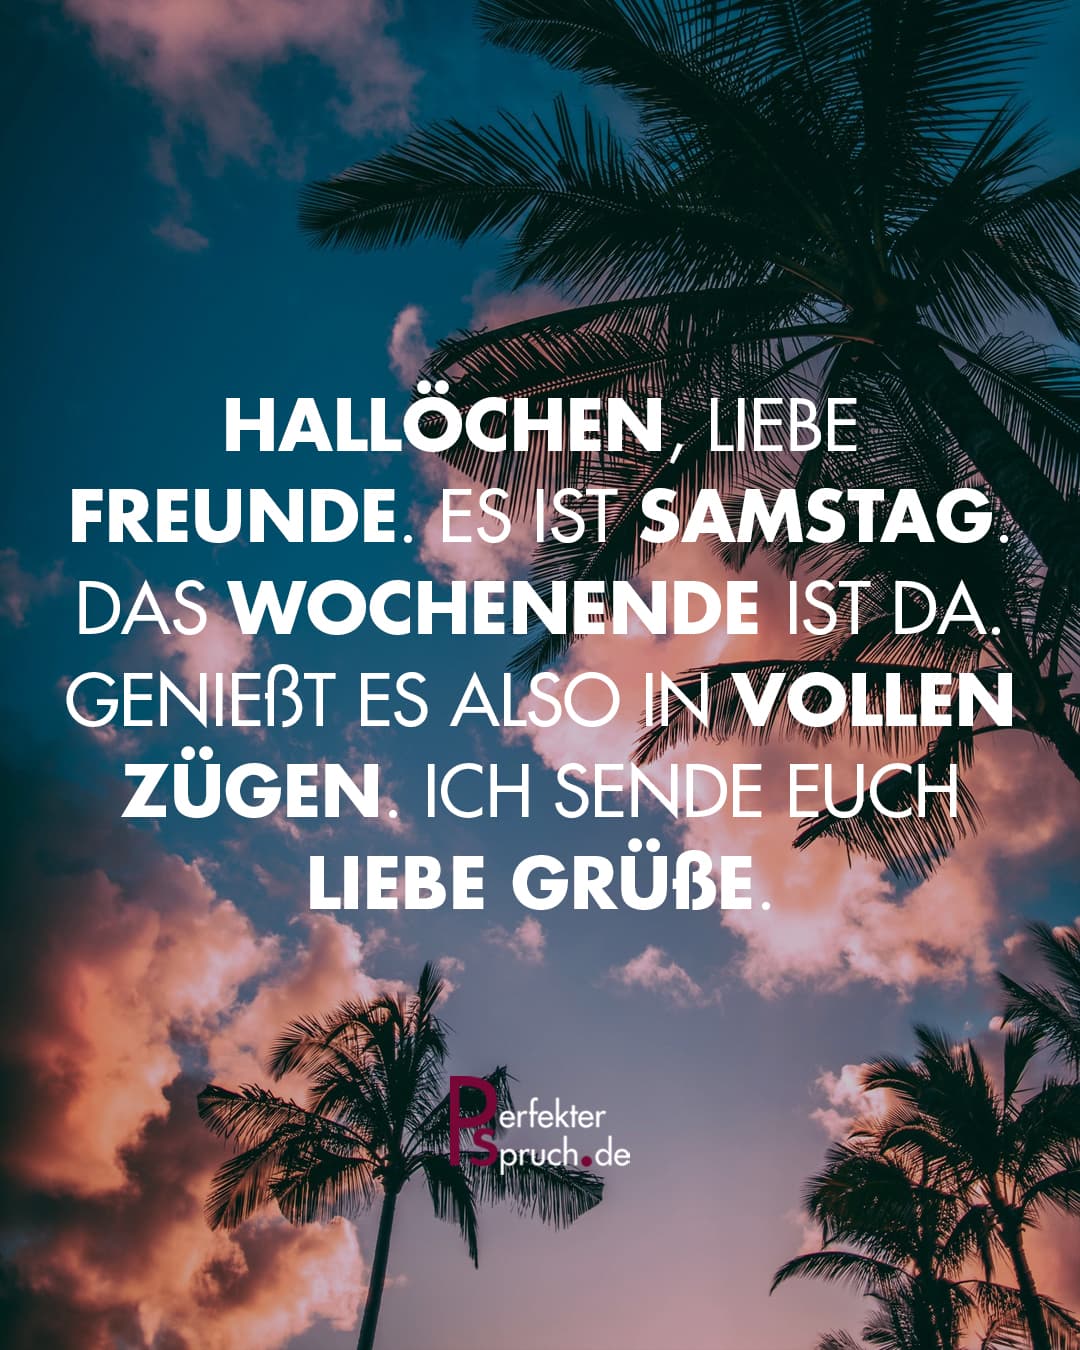 HALLÖCHEN, LIEBE
FREUNDE. ES IST SAMSTAG.
DAS WOCHENENDE IST DA.
GENIEßT ES ALSO IN VOLLEN
ZÜGEN. ICH SENDE EUCH
LIEBE GRÜßE.
Perfekter
Spruch.de